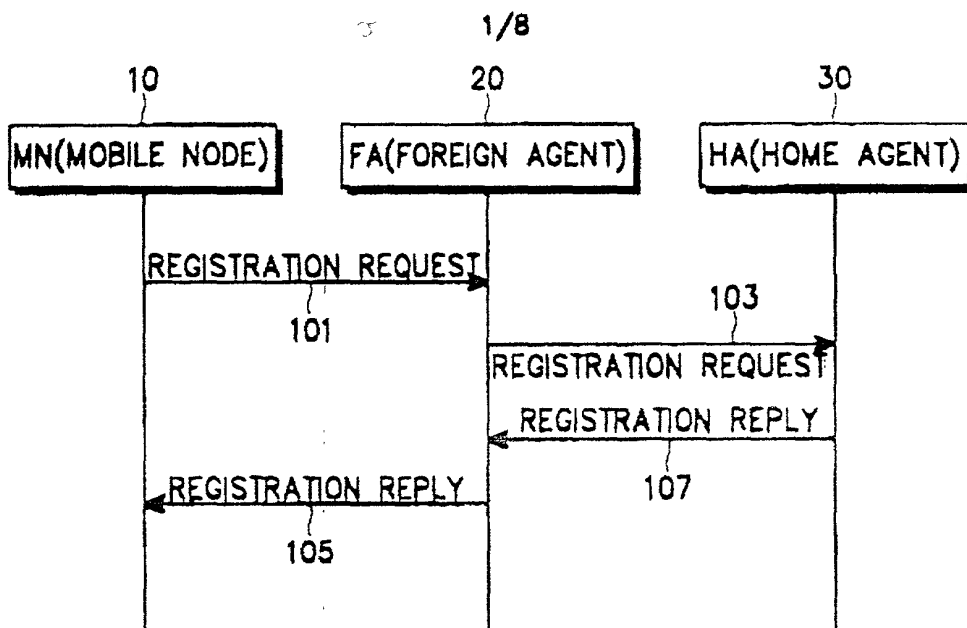 1/8
10
20
30
MN(MOBILE NODE)
FA(FOREIGN AGENT)
HA(HOME AGENT)
REGISTRATION REQUEST
101
103
REGISTRATION REQUEST
REGISTRATION REPLY
107
REGISTRATION REPLY
105